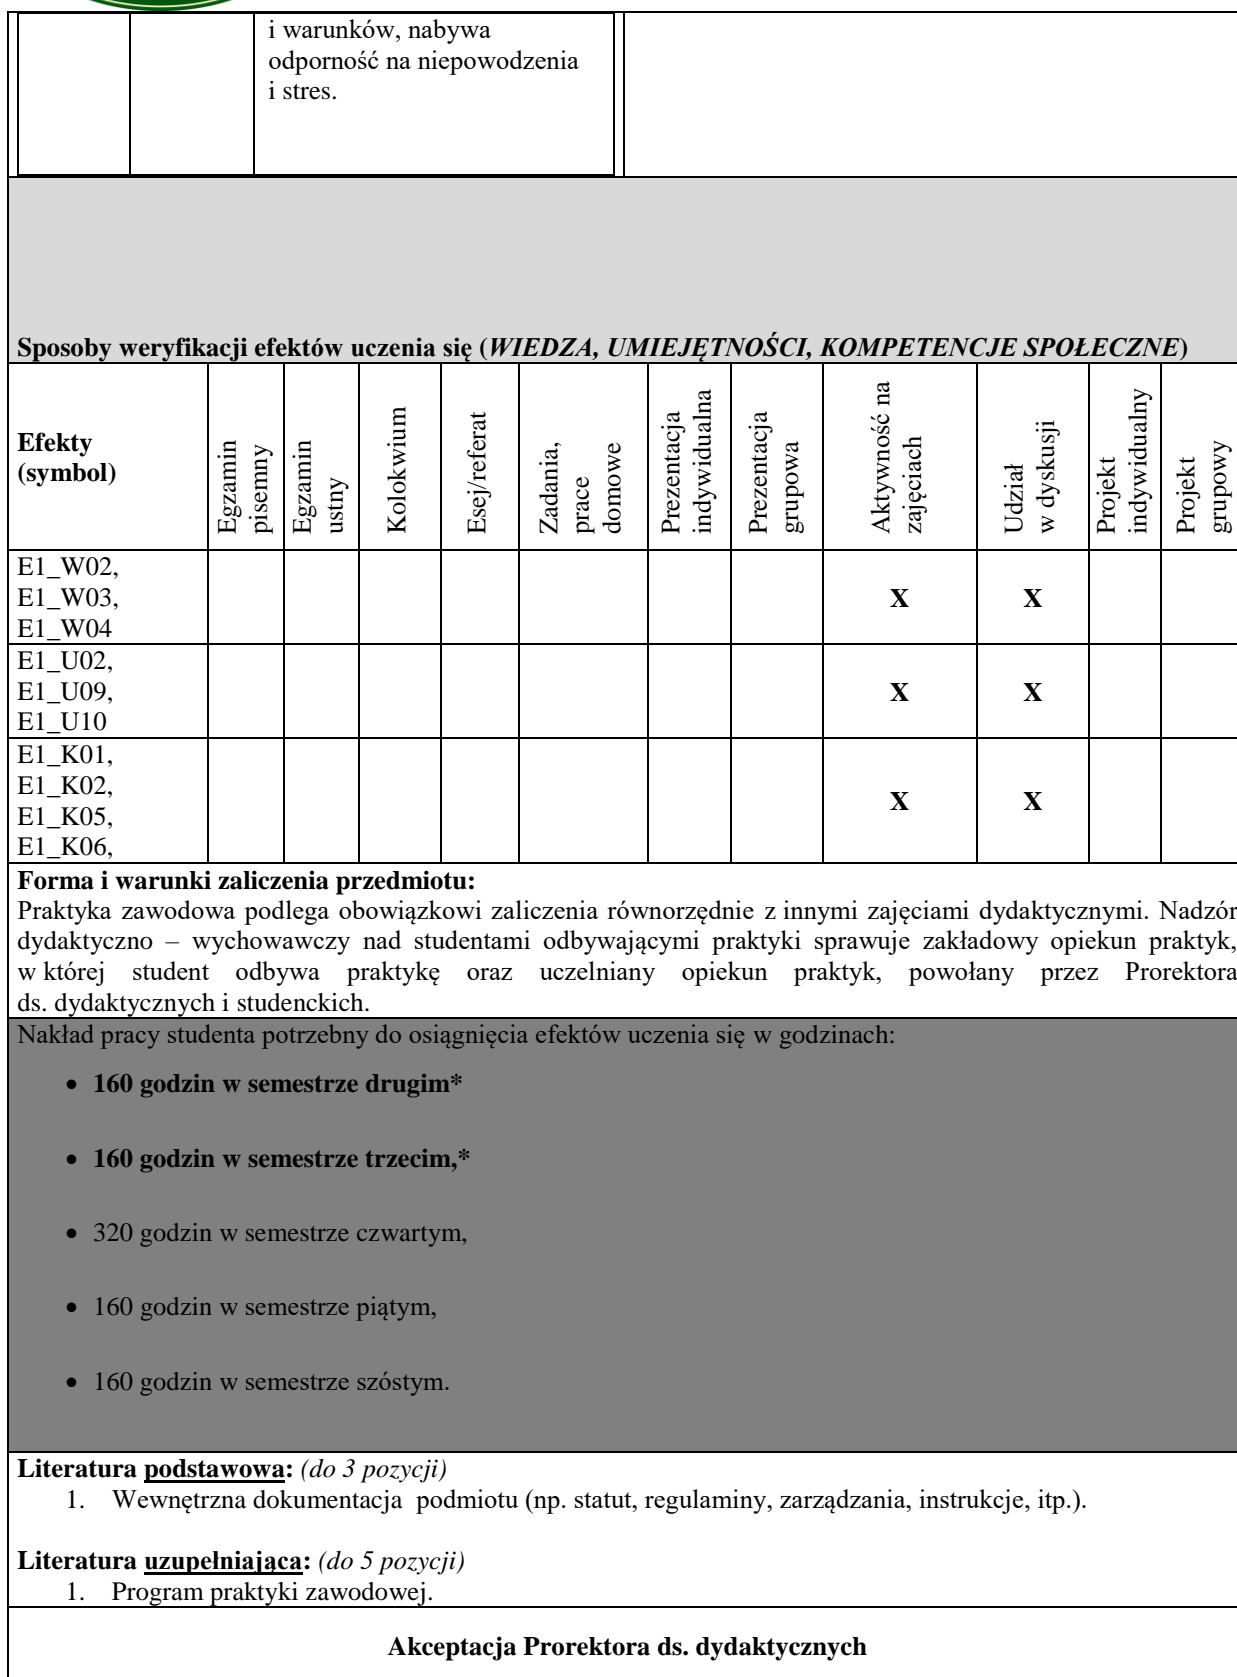 i warunków, nabywa
odporność na niepowodzenia
i stres.
Sposoby weryfikacji efektów uczenia się (WIEDZA, UMIEJĘTNOŚCI, KOMPETENCJE SPOŁECZNE)
Efekty
(symbol)
Egzamin
pisemny
Egzamin
ustny
Kolokwium
Esej/referat
Zadania,
prace
domowe
Prezentacja
indywidualna
Prezentacja
grupowa
Aktywność na
zajęciach
Udział
w dyskusji
Projekt
indywidualny
Projekt
grupowy
E1_W02,
E1_W03,
E1_W04
X X
E1_U02,
E1_U09,
E1_U10
X X
E1_K01,
E1_K02,
E1_K05,
E1_K06,
X X
Forma i warunki zaliczenia przedmiotu:
Praktyka zawodowa podlega obowiązkowi zaliczenia równorzędnie z innymi zajęciami dydaktycznymi. Nadzór
dydaktyczno – wychowawczy nad studentami odbywającymi praktyki sprawuje zakładowy opiekun praktyk,
w której student odbywa praktykę oraz uczelniany opiekun praktyk, powołany przez Prorektora
ds. dydaktycznych i studenckich.
Nakład pracy studenta potrzebny do osiągnięcia efektów uczenia się w godzinach:
• 160 godzin w semestrze drugim*
• 160 godzin w semestrze trzecim,*
• 320 godzin w semestrze czwartym,
• 160 godzin w semestrze piątym,
• 160 godzin w semestrze szóstym.
Literatura podstawowa: (do 3 pozycji)
1. Wewnętrzna dokumentacja podmiotu (np. statut, regulaminy, zarządzania, instrukcje, itp.).
Literatura uzupełniająca: (do 5 pozycji)
1. Program praktyki zawodowej.
Akceptacja Prorektora ds. dydaktycznych